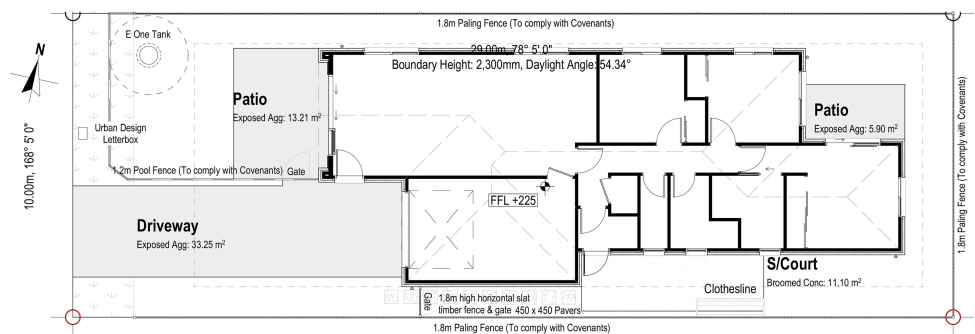 1.8m Paling Fence (To comply with Covenants)
E One Tank
29.00m, 78° 5' 0"
Boundary Height: 2,300mm, Daylight Angle: 54.34°
N
Patio
Exposed Agg: 13.21 m²
Patio
Exposed Agg: 5.90 m²
Urban Design
Letterbox
10.00m, 168° 5' 0"
1.2m Pool Fence (To comply with Covenants)
Gate
FFL +225
Driveway
Exposed Agg: 33.25 m²
1.8m Paling Fence (To comply with Covenants)
S/Court
Broomed Conc: 11.10 m²
Clothesline
Gate
1.8m high horizontal slat
timber fence & gate
450 x 450 Pavers
1.8m Paling Fence (To comply with Covenants)